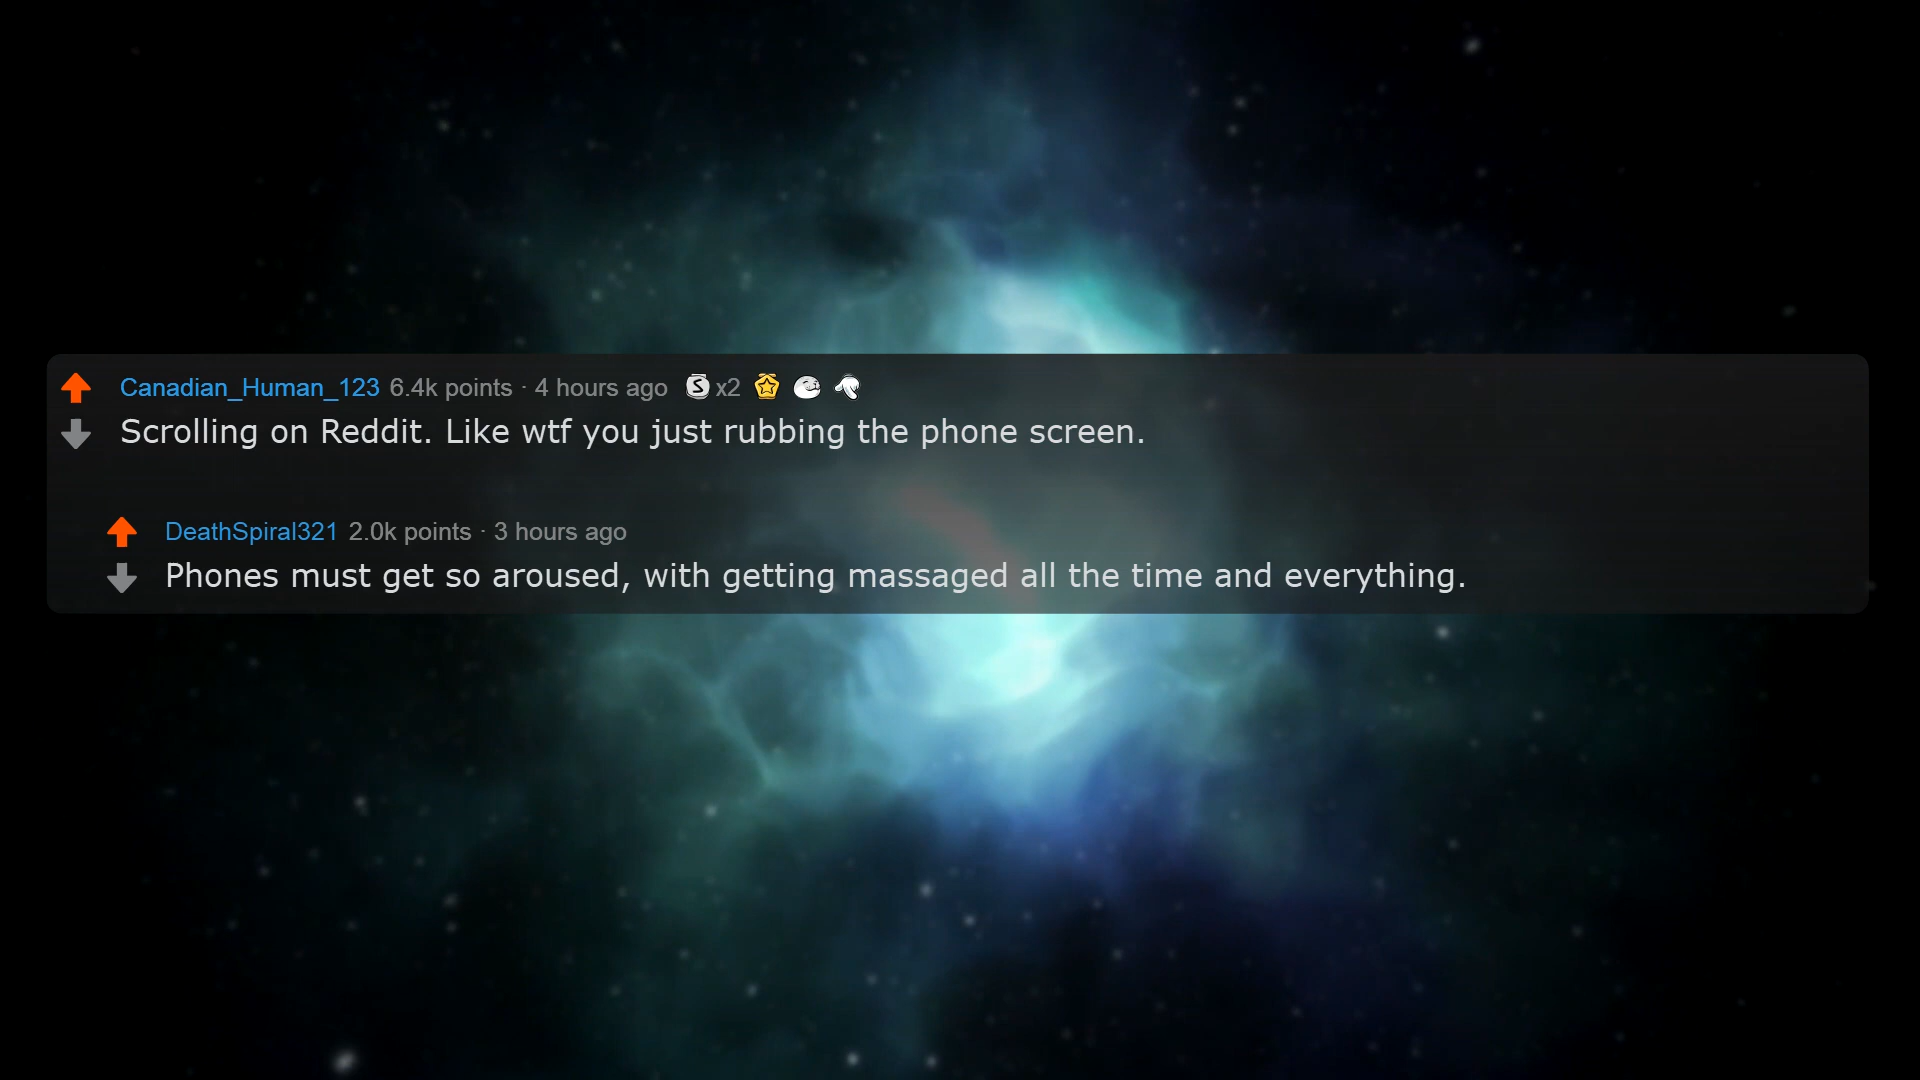 Canadian_Human_123 6.4k points · 4 hours ago S x2
Scrolling on Reddit. Like wtf you just rubbing the phone screen.
DeathSpiral321 2.0k points · 3 hours ago
Phones must get so aroused, with getting massaged all the time and everything.